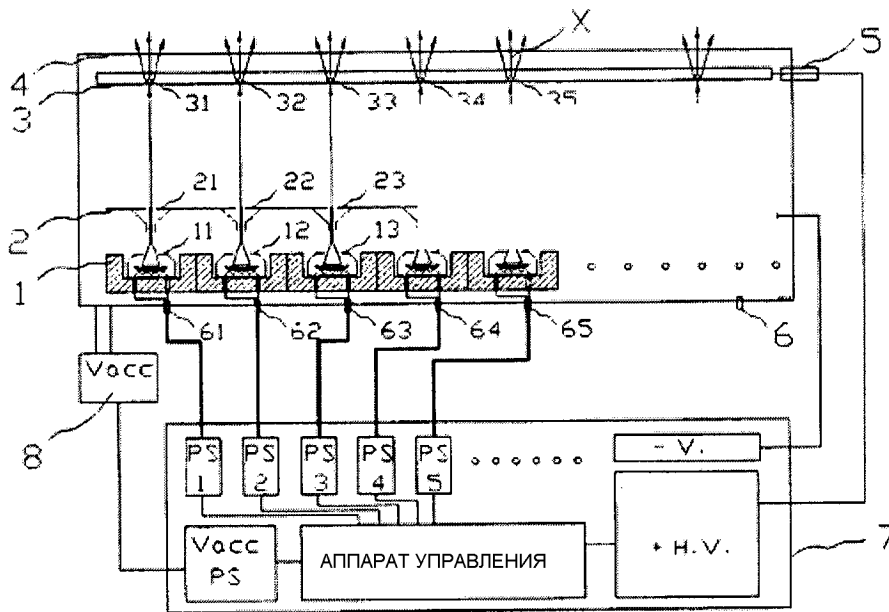 X
5
4
3
31 32 33 34 35
21 22 23
2
11 12 13
1
61 62 63 64 65 6
Vacc
8
PS 1
PS 2
PS 3
PS 4
PS 5
- V.
+ H.V.
Vacc PS
АППАРАТ УПРАВЛЕНИЯ
7